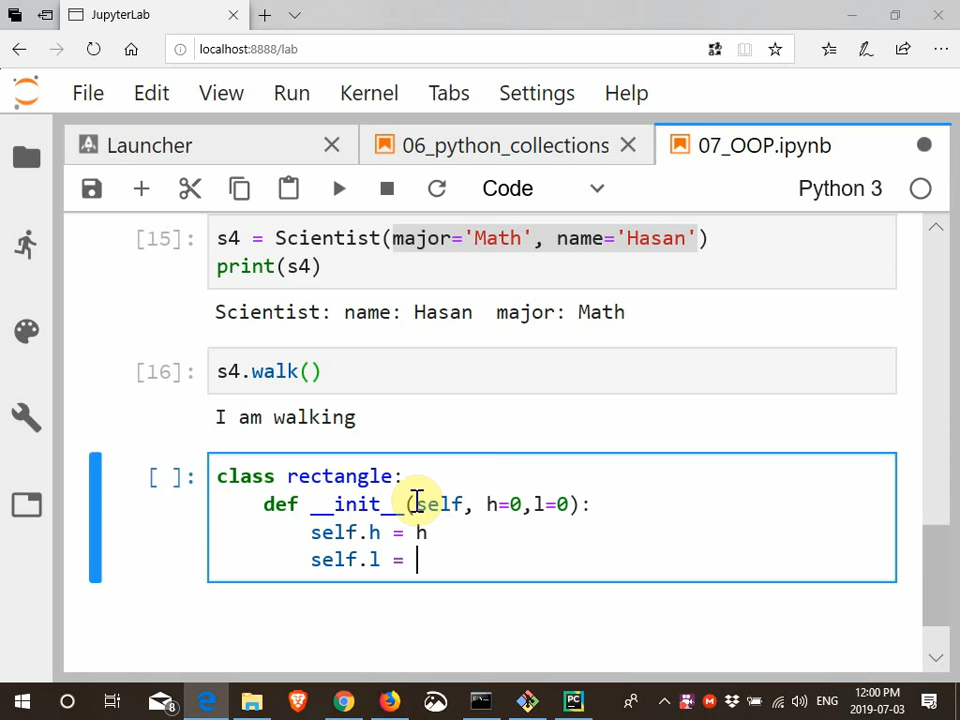 JupyterLab
localhost:8888/lab
File Edit View Run Kernel Tabs Settings Help
Launcher 06_python_collections 07_OOP.ipynb
Code Python 3
[15]: s4 = Scientist(major='Math', name='Hasan')
print(s4)
Scientist: name: Hasan  major: Math
[16]: s4.walk()
I am walking
[ ]: class rectangle:
def __init__(self, h=0,l=0):
self.h = h
self.l =
8 PC M ENG 12:00 PM
2019-07-03